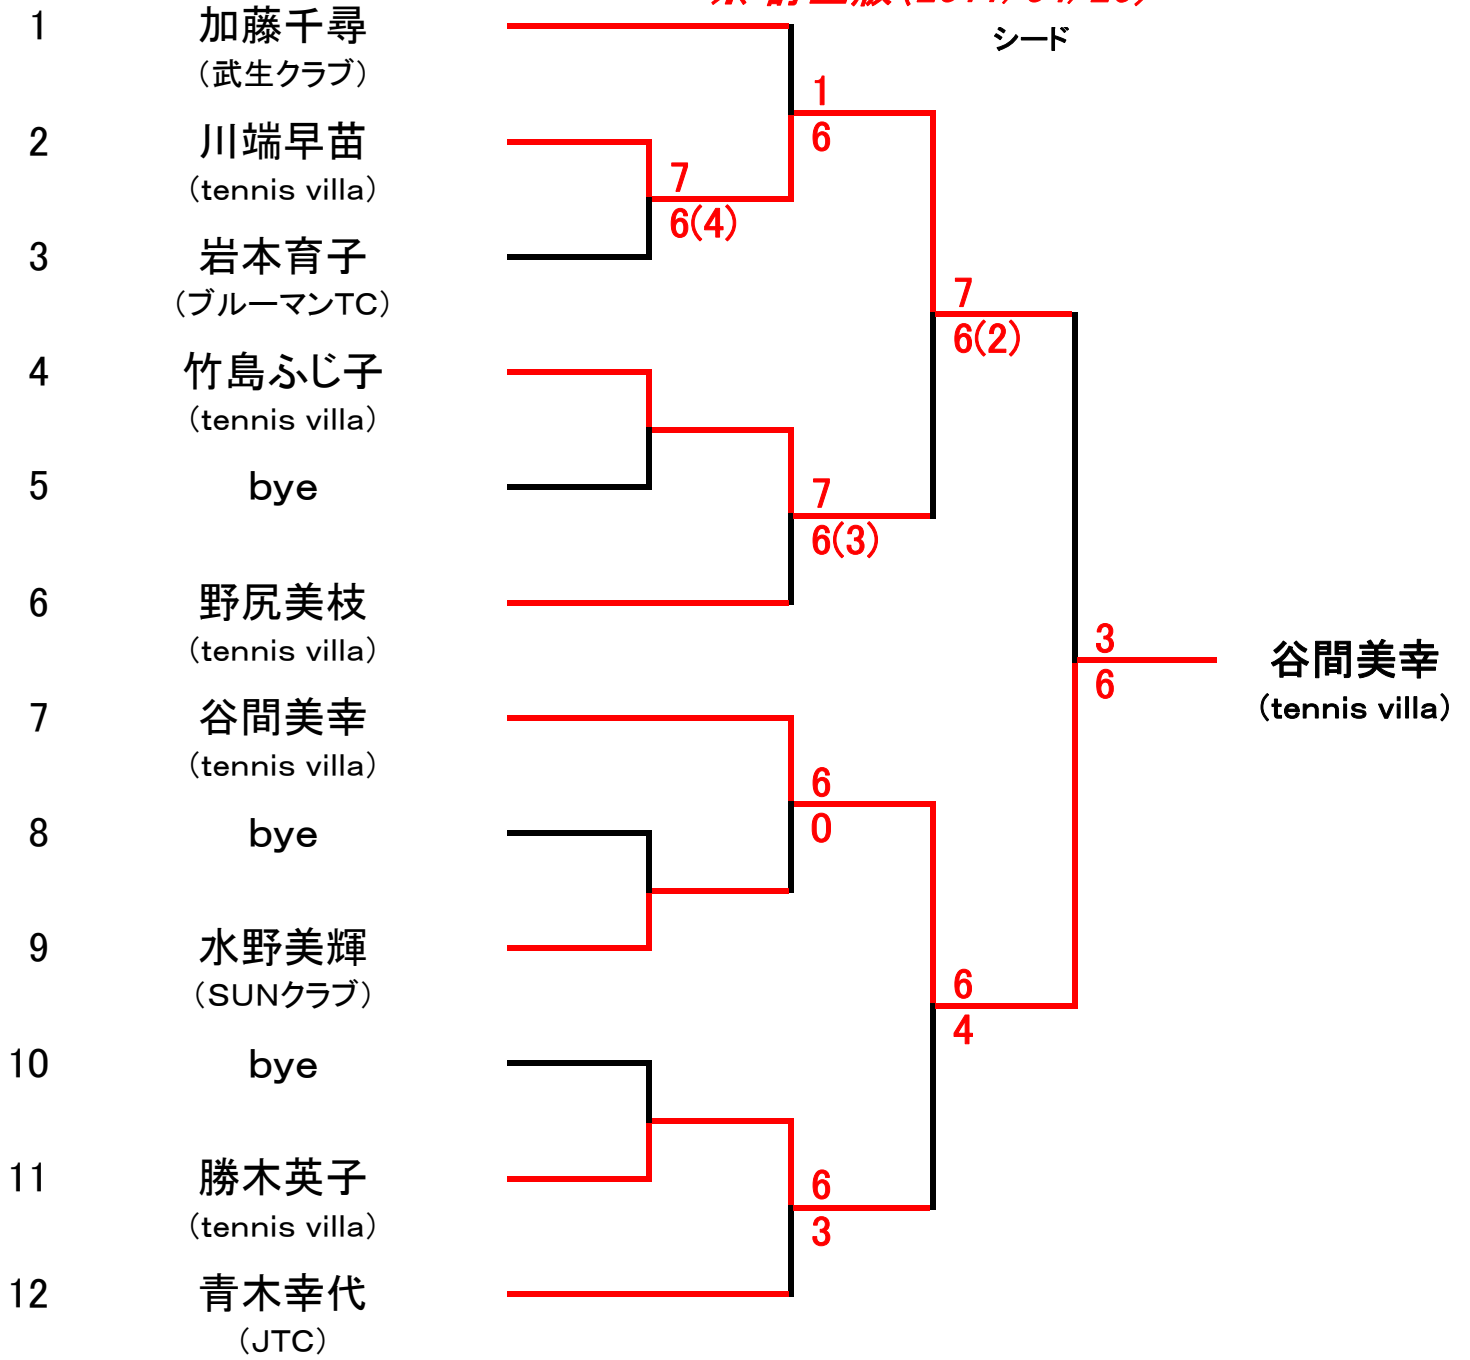 シード
1 加藤千尋
(武生クラブ)
1
6
2 川端早苗
(tennis villa)
7
6(4)
3 岩本育子
(ブルーマンTC)
7
6(2)
4 竹島ふじ子
(tennis villa)
5 bye
7
6(3)
6 野尻美枝
(tennis villa)
3
6
谷間美幸
(tennis villa)
7 谷間美幸
(tennis villa)
6
0
8 bye
9 水野美輝
(SUNクラブ)
6
4
10 bye
11 勝木英子
(tennis villa)
6
3
12 青木幸代
(JTC)